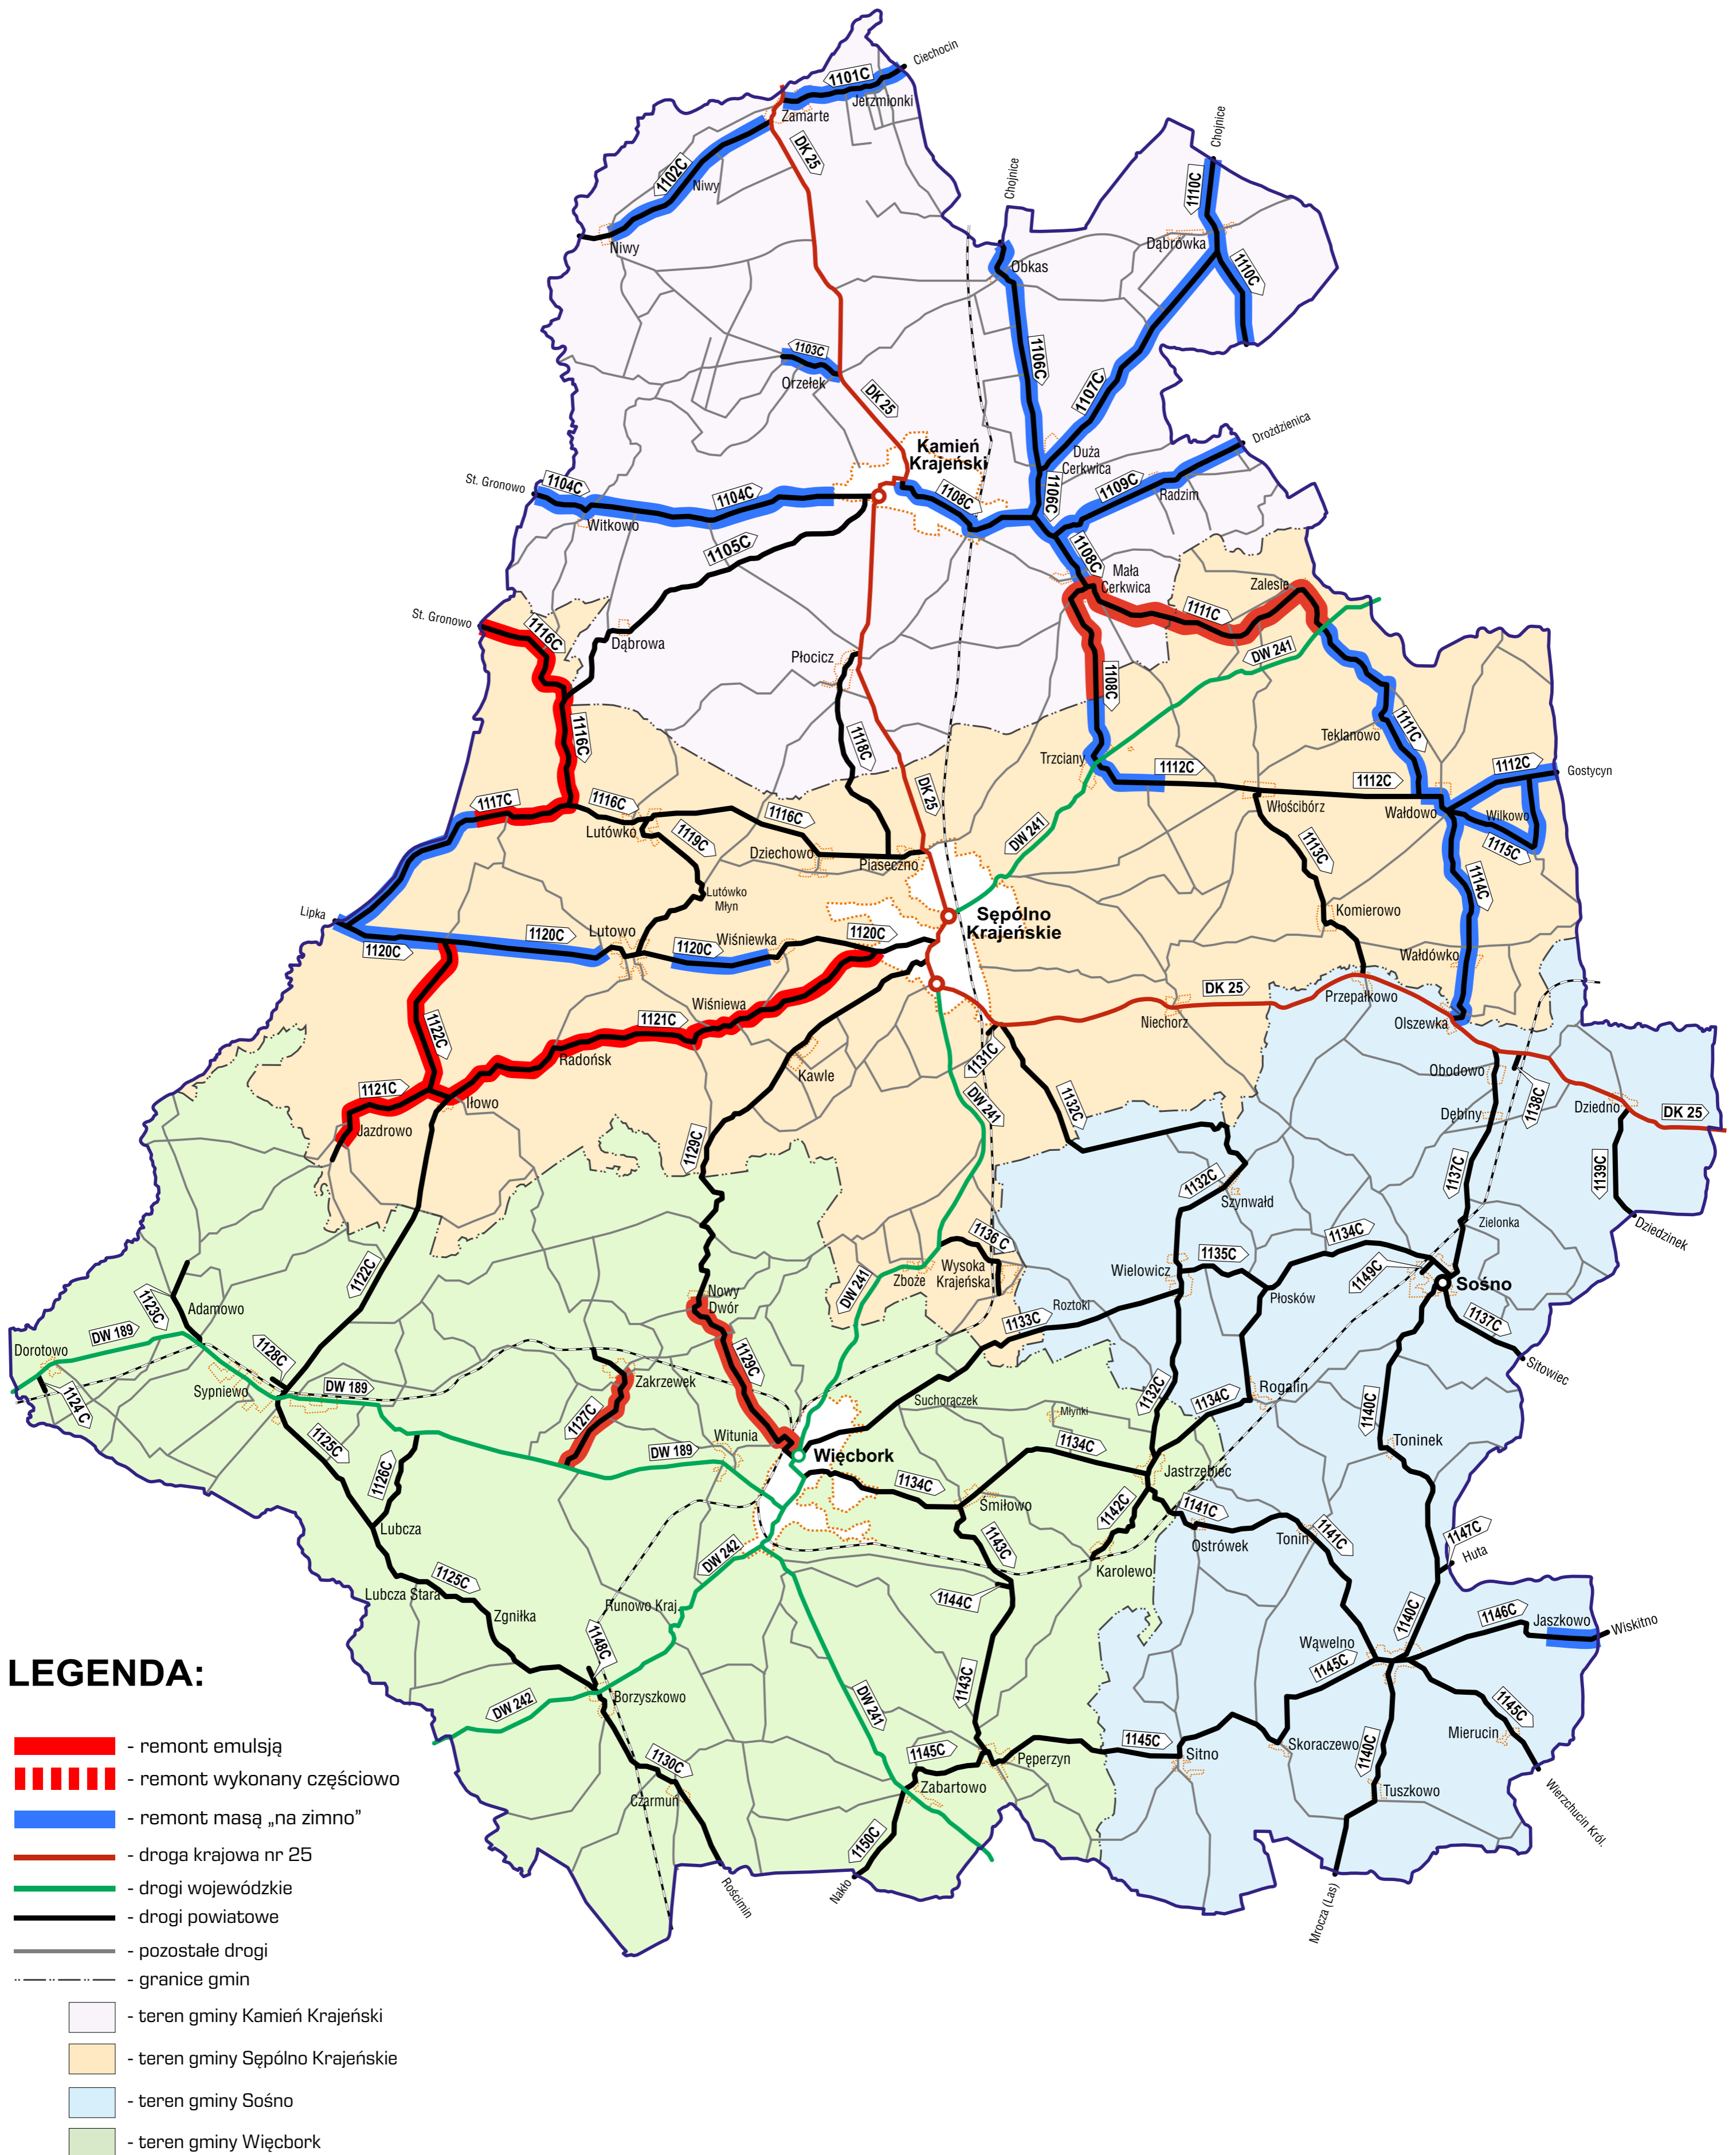 Ciechocin
1101C
Jerzmionki
Zamarte
DK 25
1102C
Niwy
Niwy
Chojnice
Chojnice
1110C
Dąbrówka
1110C
Obkas
1103C
Orzełek
1106C
1107C
DK 25
Kamień
Krajeński
Duża
Cerkwica
Drożdzienica
St. Gronowo
1104C
1104C
1108C
1106C
1109C
Radzim
Witkowo
1105C
1108C
Mała
Cerkwica
Zalesie
1111C
St. Gronowo
1116C
Dąbrowa
Płocicz
DW 241
1108C
1116C
1118C
Teklanowo
1111C
Trzciany
1112C
1112C
1112C
Gostycyn
DK 25
1117C
1116C
Lutówko
1116C
Włościbórz
Wałdowo
Wilkowo
1115C
1119C
Dziechowo
Piaseczno
DW 241
1113C
1114C
Lutówko
Młyn
Lipka
Komierowo
Sępólno
Krajeńskie
1120C
1120C
Lutowo
1120C
Wiśniewka
1120C
Wałdówko
Wiśniewa
DK 25
Przepałkowo
1122C
1121C
Niechorz
Olszewka
Radońsk
1131C
Kawle
Obodowo
1121C
Iłowo
DW 241
1132C
1138C
Dębiny
Dziedno
DK 25
Jazdrowo
1129C
1132C
1137C
1139C
Szynwałd
Zielonka
Dziedzinek
1136 C
1134C
1122C
Wysoka
Krajeńska
Zboże
Wielowicz
1135C
1149C
Sośno
1123C
Adamowo
Nowy
Dwór
DW 241
Roztoki
Płosków
DW 189
Dorotowo
1133C
1137C
Sitowiec
1128C
1129C
1124 C
Sypniewo
DW 189
Zakrzewek
1132C
Rogalin
Suchorączek
Młynki
1134C
1140C
1127C
1125C
Witunia
DW 189
Więcbork
1134C
Toninek
1126C
Jastrzębiec
1134C
Śmiłowo
1142C
1141C
Lubcza
1143C
Ostrówek
Tonin
1141C
1147C
Huta
DW 242
Karolewo
1125C
Lubcza Stara
1144C
Zgniłka
Runowo Kraj.
1140C
1146C
Jaszkowo
Wiskitno
1148C
Wąwelno
1145C
1143C
Borzyszkowo
DW 242
DW 241
1145C
Mierucin
1145C
Sitno
Skoraczewo
1140C
1145C
Pęperzyn
1130C
Zabartowo
Tuszkowo
Czarmuń
Wierzchucin Król.
1150C
Nakło
Rościmin
Mrocza (Las)
LEGENDA:
- remont emulsją
- remont wykonany częściowo
- remont masą „na zimno”
- droga krajowa nr 25
- drogi wojewódzkie
- drogi powiatowe
- pozostałe drogi
- granice gmin
- teren gminy Kamień Krajeński
- teren gminy Sępólno Krajeńskie
- teren gminy Sośno
- teren gminy Więcbork